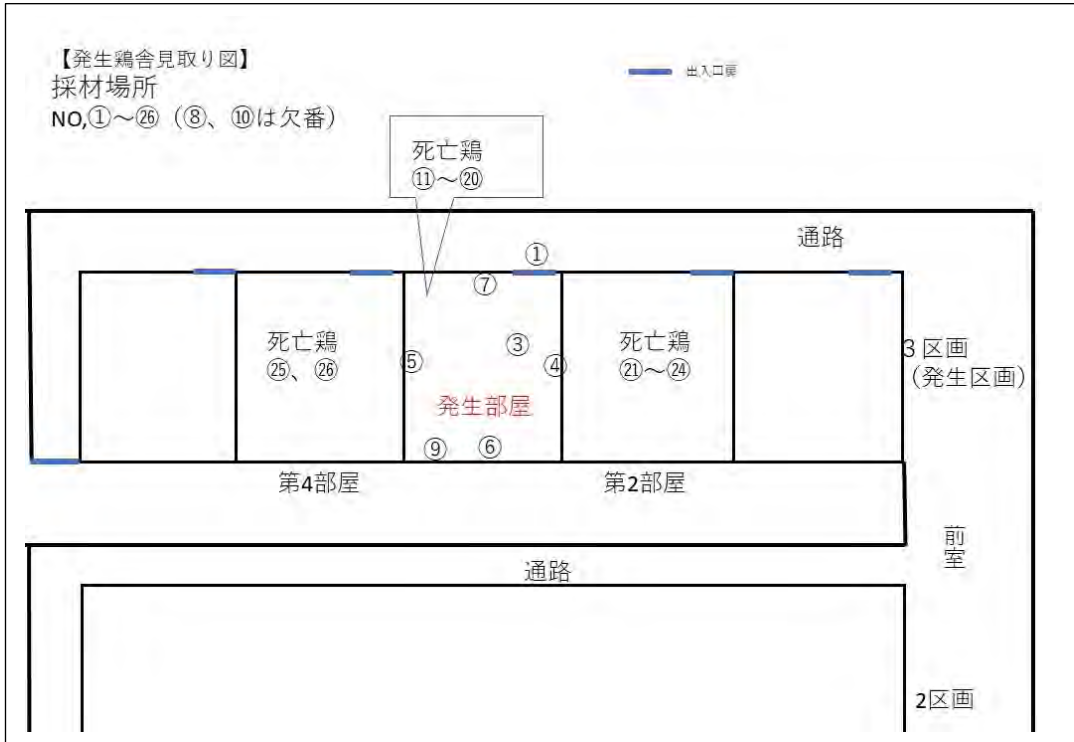 【発生鶏舎見取り図】
採材場所
NO,①～㉖（⑧、⑩は欠番）
出入口扉
死亡鶏
⑪～⑳
通路
①
⑦
③
⑤
④
発生部屋
⑨
⑥
死亡鶏
㉕、㉖
死亡鶏
㉑～㉔
3区画
（発生区画）
第4部屋
第2部屋
前室
通路
2区画